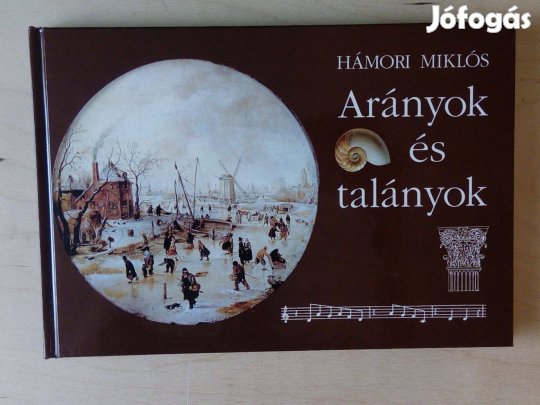 Jófogás
HÁMORI MIKLÓS
Arányok
és
talányok